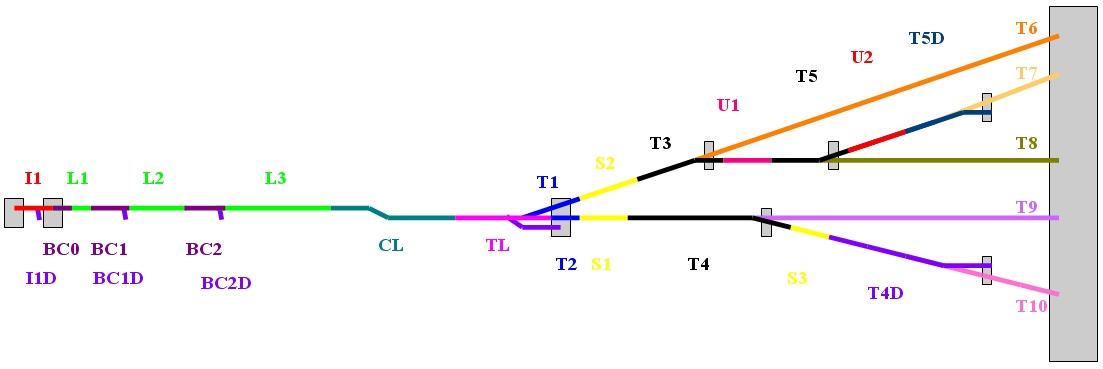 T6
T5D
U2
T7
T5
U1
T3
T8
S2
T1
I1
L1
L2
L3
T9
BC0
BC1
BC2
CL
TL
T2
S1
T4
S3
I1D
BC1D
BC2D
T4D
T10